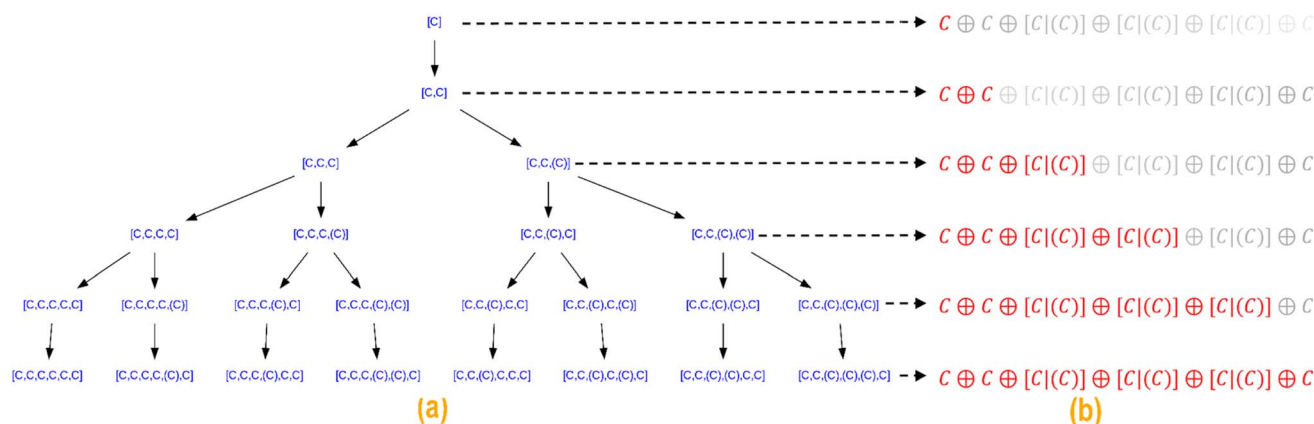 [C] C ⊕ C ⊕ [C|(C)] ⊕ [C|(C)] ⊕ [C|(C)] ⊕ C
[C,C] C ⊕ C ⊕ [C|(C)] ⊕ [C|(C)] ⊕ [C|(C)] ⊕ C
[C,C,C] [C,C,(C)] C ⊕ C ⊕ [C|(C)] ⊕ [C|(C)] ⊕ [C|(C)] ⊕ C
[C,C,C,C] [C,C,C,(C)] [C,C,(C),C] [C,C,(C),(C)] C ⊕ C ⊕ [C|(C)] ⊕ [C|(C)] ⊕ [C|(C)] ⊕ C
[C,C,C,C,C] [C,C,C,C,(C)] [C,C,C,(C),C] [C,C,C,(C),(C)] [C,C,(C),C,C] [C,C,(C),C,(C)] [C,C,(C),(C),C] [C,C,(C),(C),(C)] C ⊕ C ⊕ [C|(C)] ⊕ [C|(C)] ⊕ [C|(C)] ⊕ C
[C,C,C,C,C,C] [C,C,C,C,(C),C] [C,C,C,(C),C,C] [C,C,C,(C),(C),C] [C,C,(C),C,C,C] [C,C,(C),C,(C),C] [C,C,(C),(C),C,C] [C,C,(C),(C),(C),C] C ⊕ C ⊕ [C|(C)] ⊕ [C|(C)] ⊕ [C|(C)] ⊕ C
(a) (b)